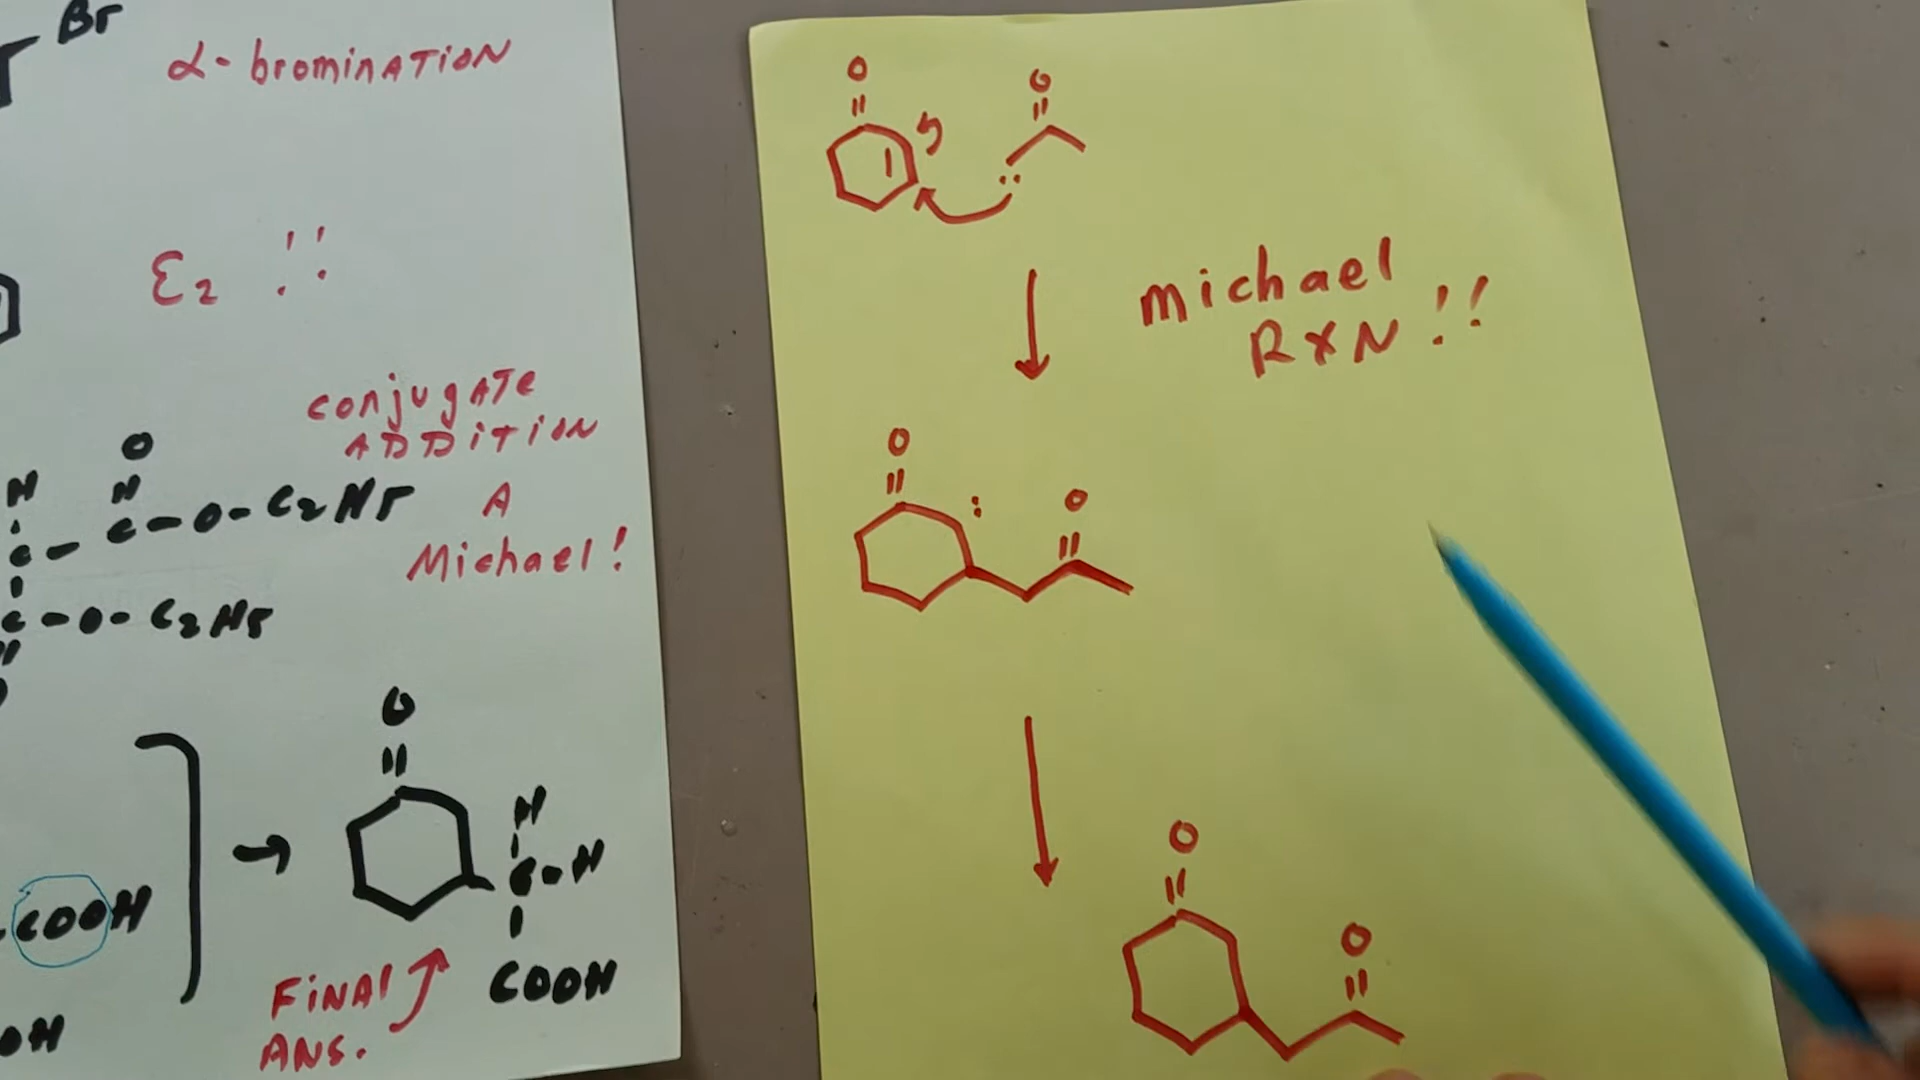 Br
α-bromination
E2 !!
conjugate
ADDITION
A
Michael!
O
H
H
C-C-O-C2H5
C-O-C2H5
COOH
OH
O
H
C-H
COOH
FINAl
ANS.
O
O
michael
RXN!!
O
O
O
O